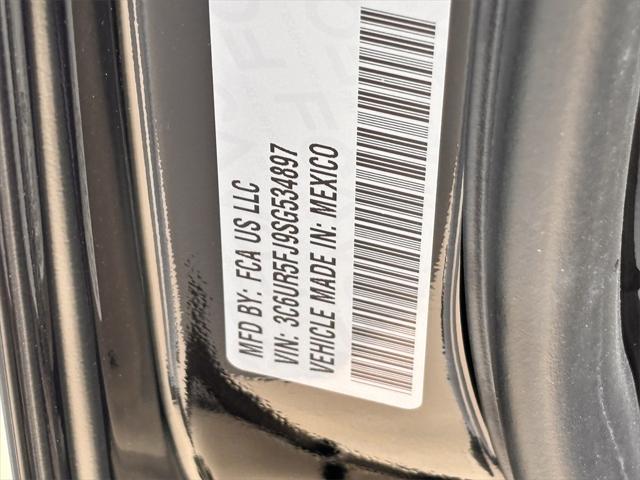 MFD BY: FCA US LLC
VIN: 3C6UR5FJ9SG534897
VEHICLE MADE IN: MEXICO